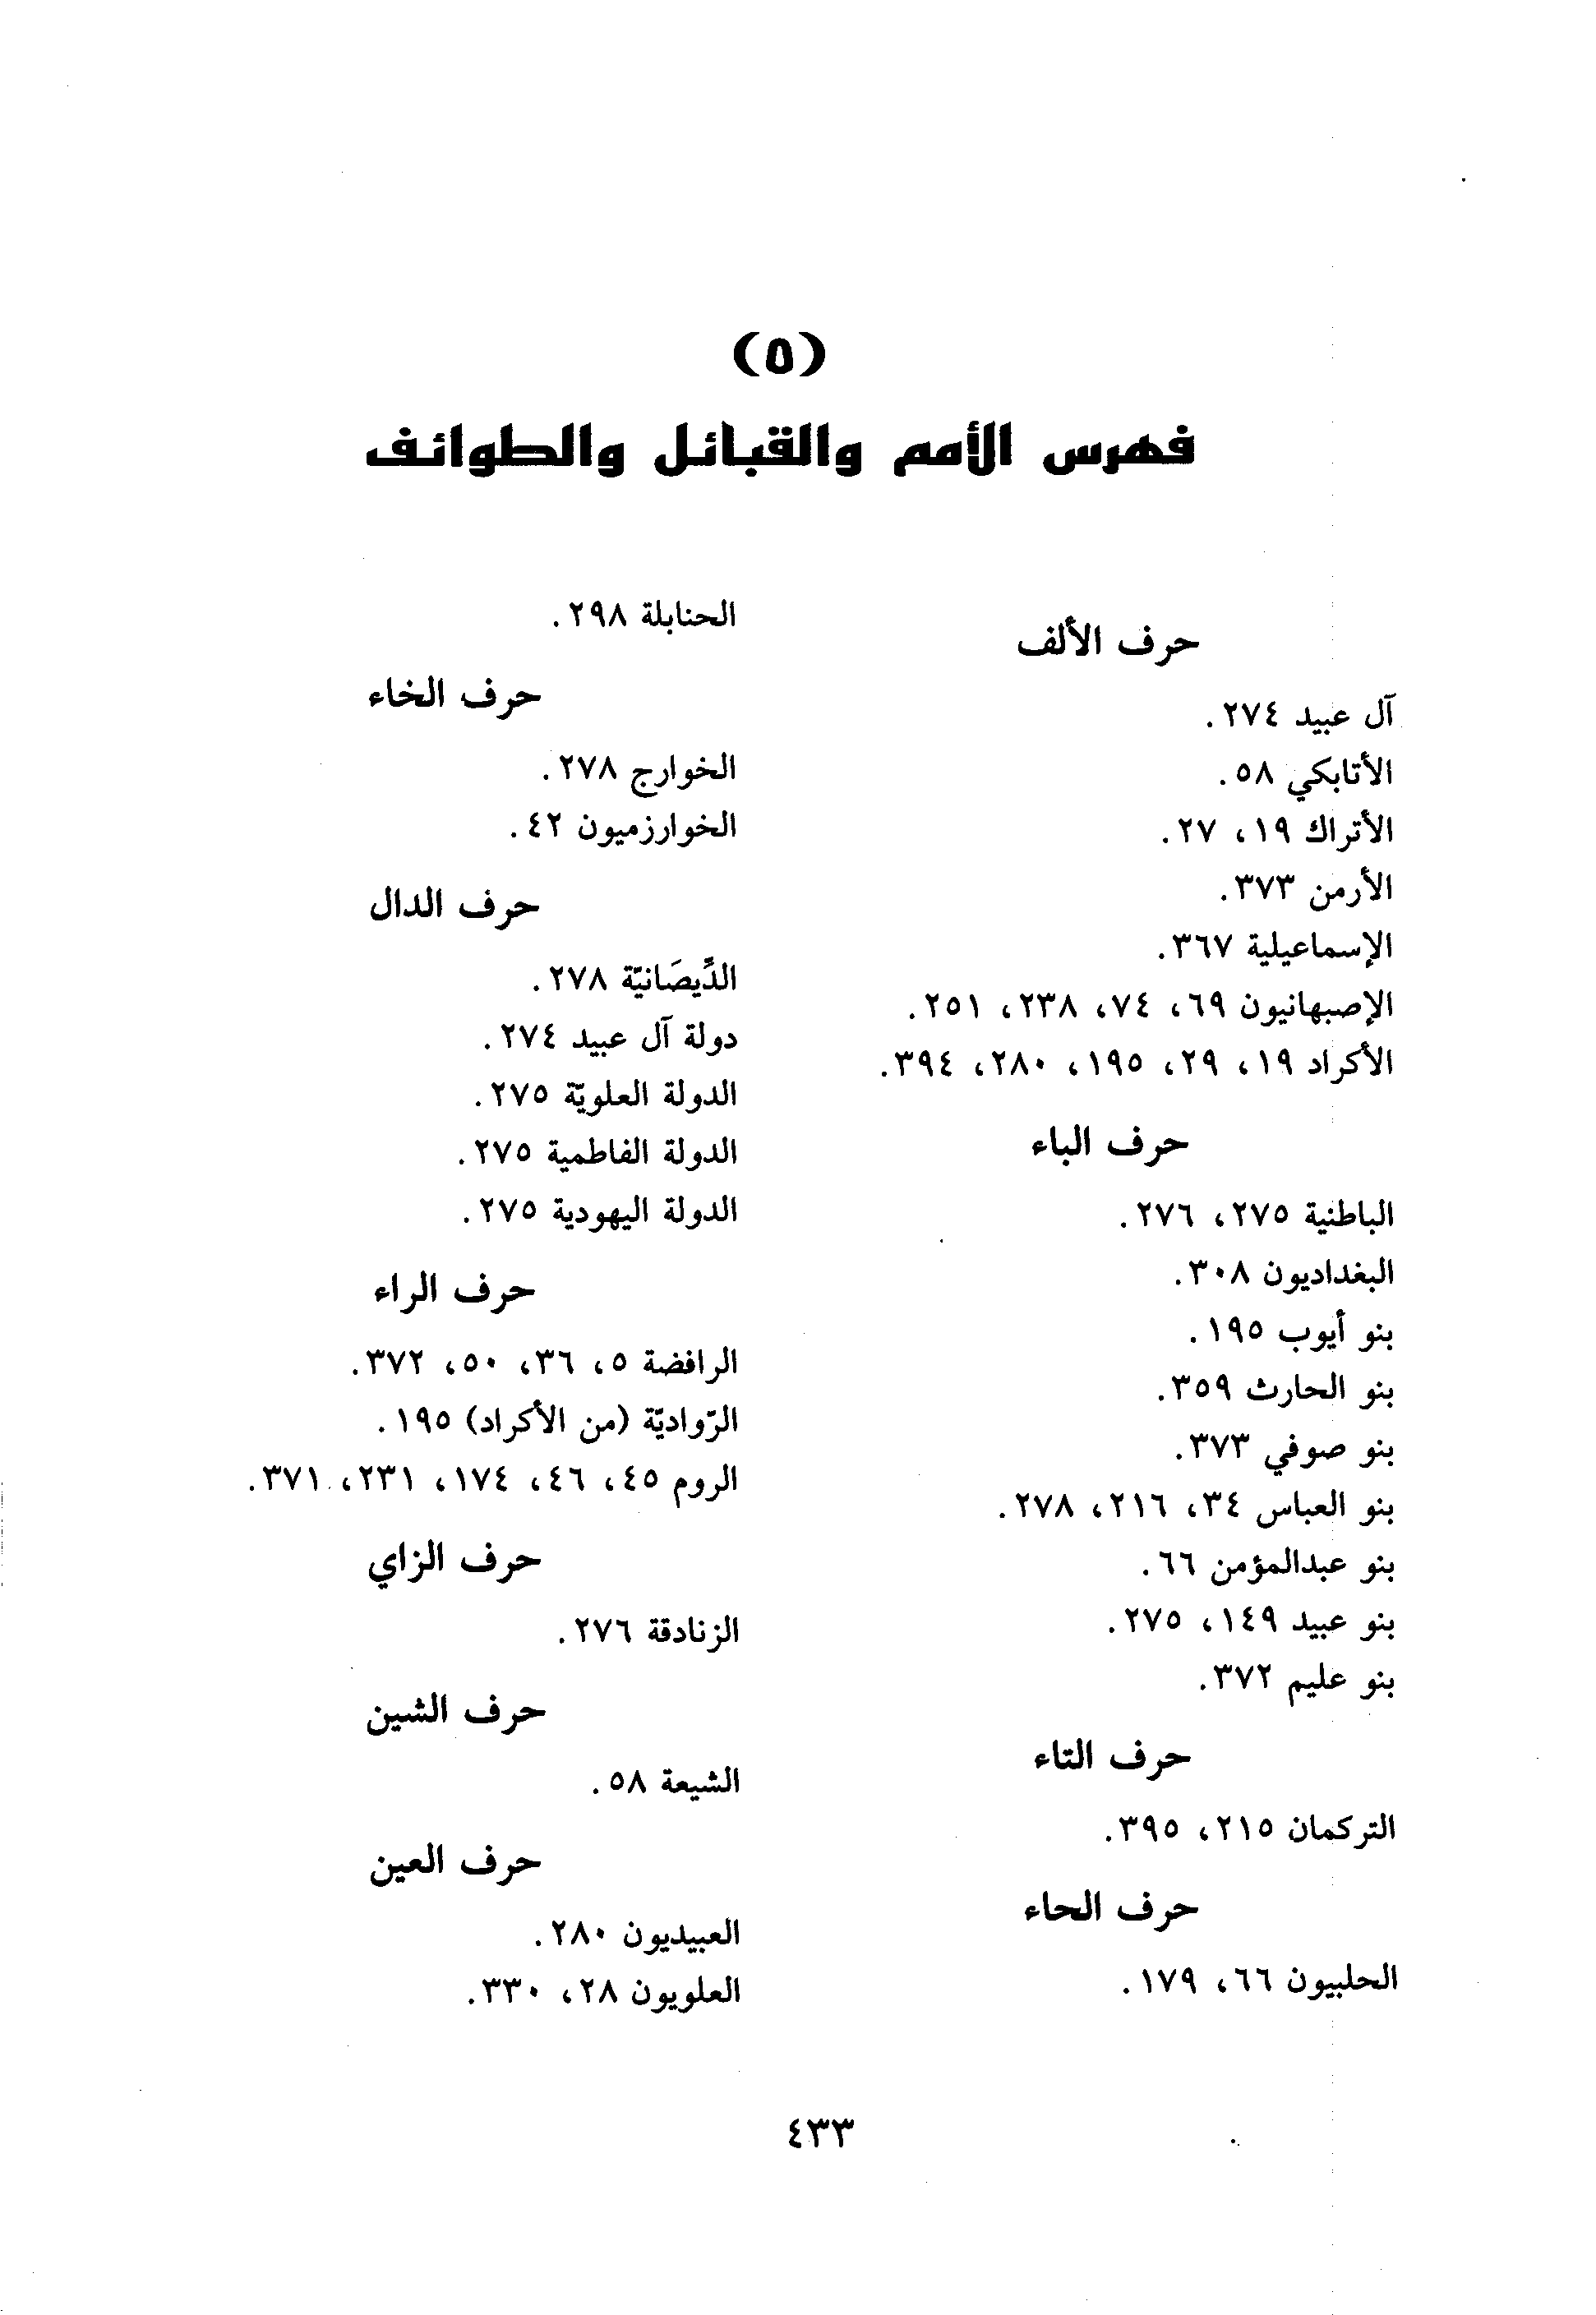 (٥)
فهرس الأمم والقبائل والطوائف
حرف الألف
آل عبيد ٢٧٤.
الأتابكي ٥٨.
الأتراك ١٩، ٢٧.
الأرمن ٣٧٣.
الإسماعيلية ٣٦٧.
الإصبهانيون ٦٩، ٧٤، ٢٣٨، ٢٥١.
الأكراد ١٩، ٢٩، ١٩٥، ٢٨٠، ٣٩٤.
حرف الباء
الباطنية ٢٧٥، ٢٧٦.
البغداديون ٣٠٨.
بنو أيوب ١٩٥.
بنو الحارث ٣٥٩.
بنو صوفي ٣٧٣.
بنو العباس ٣٤، ٢١٦، ٢٧٨.
بنو عبدالمؤمن ٦٦.
بنو عبيد ١٤٩، ٢٧٥.
بنو عليم ٣٧٢.
حرف التاء
التركمان ٢١٥، ٣٩٥.
حرف الحاء
الحلبيون ٦٦، ١٧٩.
الحنابلة ٢٩٨.
حرف الخاء
الخوارج ٢٧٨.
الخوارزميون ٤٢.
حرف الدال
الدِّيصَانيّة ٢٧٨.
دولة آل عبيد ٢٧٤.
الدولة العلويّة ٢٧٥.
الدولة الفاطمية ٢٧٥.
الدولة اليهودية ٢٧٥.
حرف الراء
الرافضة ٥، ٣٦، ٥٠، ٣٧٢.
الرّواديّة (من الأكراد) ١٩٥.
الروم ٤٥، ٤٦، ١٧٤، ٢٣١، ٣٧١.
حرف الزاي
الزنادقة ٢٧٦.
حرف الشين
الشيعة ٥٨.
حرف العين
العبيديون ٢٨٠.
العلويون ٢٨، ٣٣٠.
٤٣٣